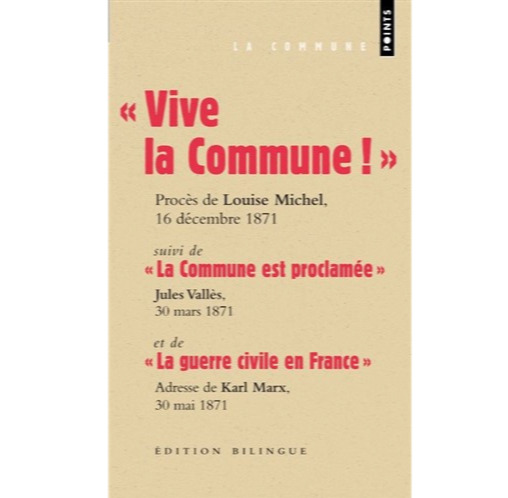 LA COMMUNE
POINTS
« Vive
la Commune ! »
Procès de Louise Michel,
16 décembre 1871
suivi de
« La Commune est proclamée »
Jules Vallès,
30 mars 1871
et de
« La guerre civile en France »
Adresse de Karl Marx,
30 mai 1871
ÉDITION BILINGUE